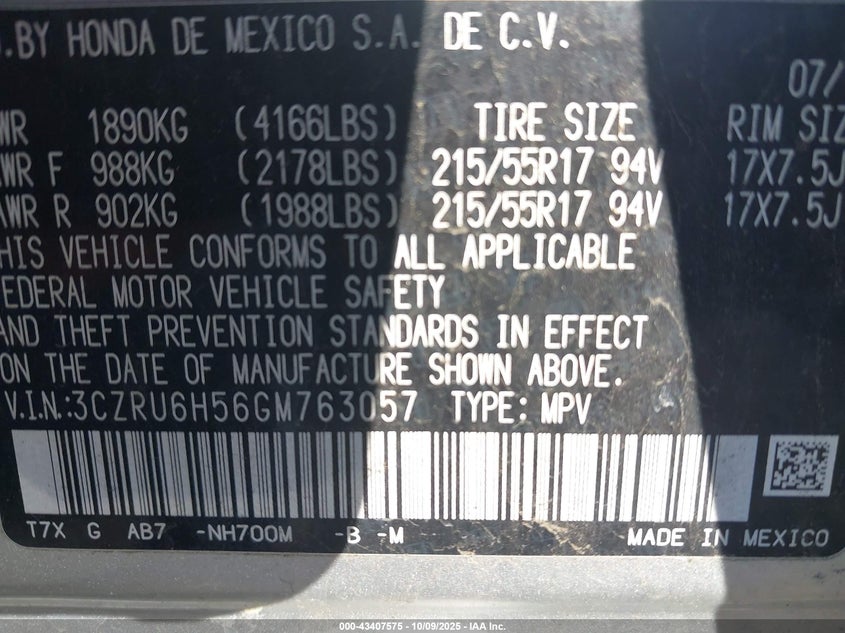 .BY HONDA DE MEXICO S.A. DE C.V.
07/
WR 1890KG (4166LBS) TIRE SIZE RIM SIZ
WR F 988KG (2178LBS) 215/55R17 94V 17X7.5J
AWR R 902KG (1988LBS) 215/55R17 94V 17X7.5J
HIS VEHICLE CONFORMS TO ALL APPLICABLE
FEDERAL MOTOR VEHICLE SAFETY
AND THEFT PREVENTION STANDARDS IN EFFECT
ON THE DATE OF MANUFACTURE SHOWN ABOVE.
V.I.N.:3CZRU6H56GM763057 TYPE: MPV
T7X G AB7 -NH700M -B -M MADE IN MEXICO
000-43407575 - 10/09/2025 - IAA Inc.